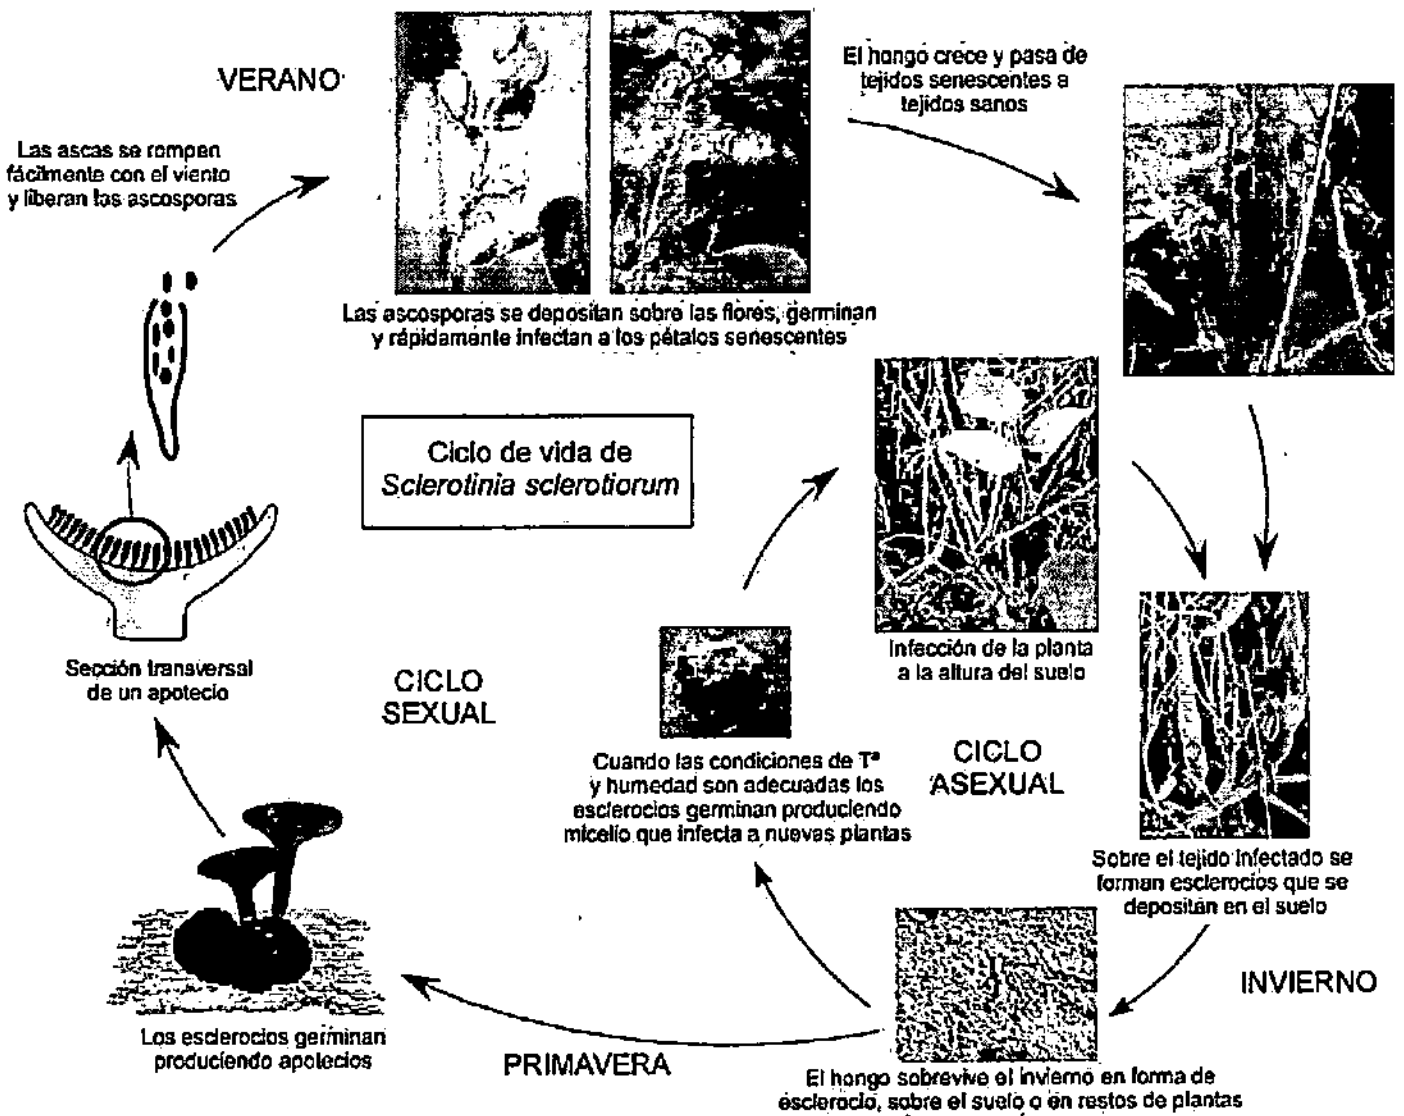 VERANO
El hongo crece y pasa de
tejidos senescentes a
tejidos sanos
Las ascas se rompen
fácilmente con el viento
y liberan las ascosporas
Las ascosporas se depositan sobre las flores, germinan
y rápidamente infectan a los pétalos senescentes
Ciclo de vida de
Sclerotinia sclerotiorum
Infección de la planta
a la altura del suelo
Sección transversal
de un apotecio
CICLO
SEXUAL
Cuando las condiciones de Tª
y humedad son adecuadas los
esclerocios germinan produciendo
micelio que infecta a nuevas plantas
CICLO
ASEXUAL
Sobre el tejido infectado se
forman esclerocios que se
depositan en el suelo
INVIERNO
Los esclerocios germinan
produciendo apotecios
PRIMAVERA
El hongo sobrevive el invierno en forma de
esclerocio, sobre el suelo o en restos de plantas